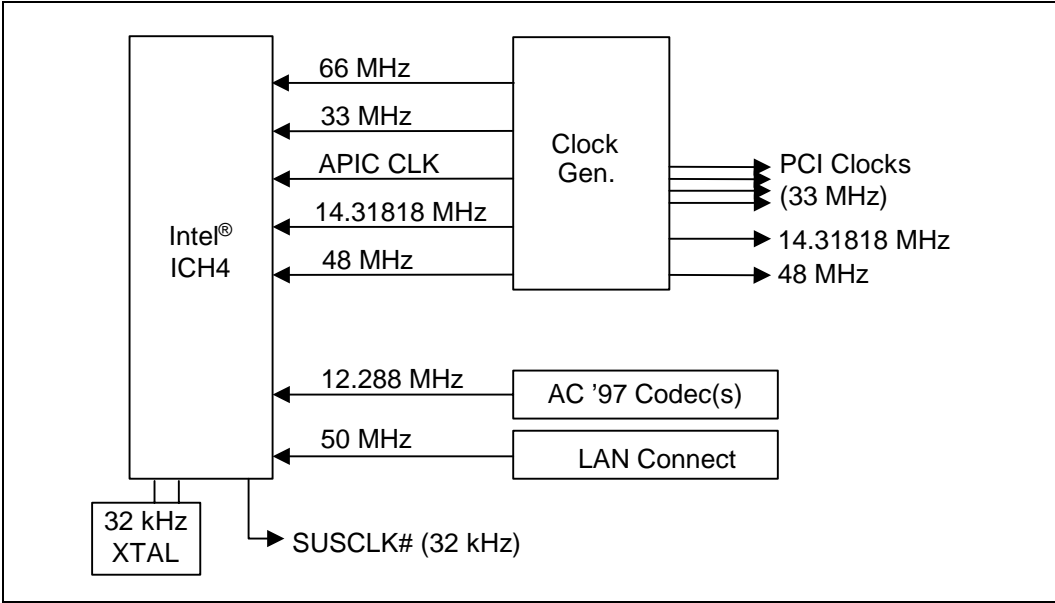 66 MHz
33 MHz
APIC CLK
14.31818 MHz
48 MHz
Intel®
ICH4
Clock
Gen.
PCI Clocks
(33 MHz)
14.31818 MHz
48 MHz
12.288 MHz
AC ’97 Codec(s)
50 MHz
LAN Connect
32 kHz
XTAL
SUSCLK# (32 kHz)